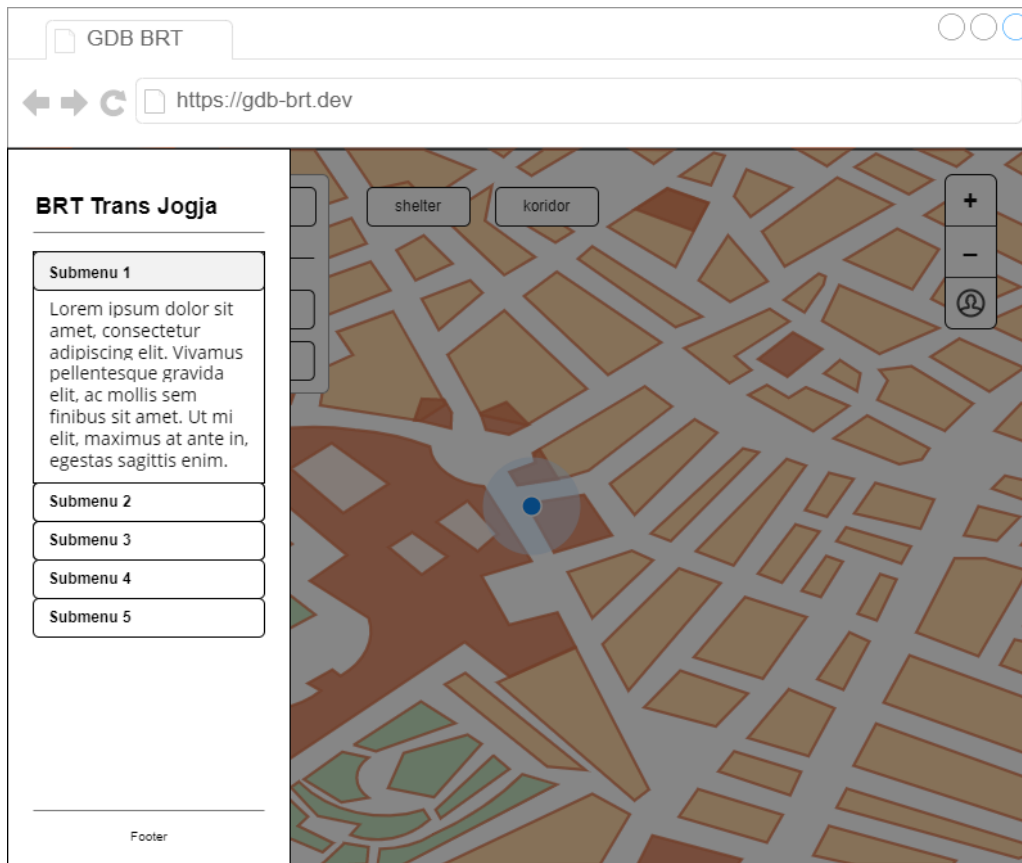 GDB BRT
https://gdb-brt.dev
BRT Trans Jogja
shelter
koridor
+
−
Submenu 1
Lorem ipsum dolor sit
amet, consectetur
adipiscing elit. Vivamus
pellentesque gravida
elit, ac mollis sem
finibus sit amet. Ut mi
elit, maximus at ante in,
egestas sagittis enim.
Submenu 2
Submenu 3
Submenu 4
Submenu 5
Footer